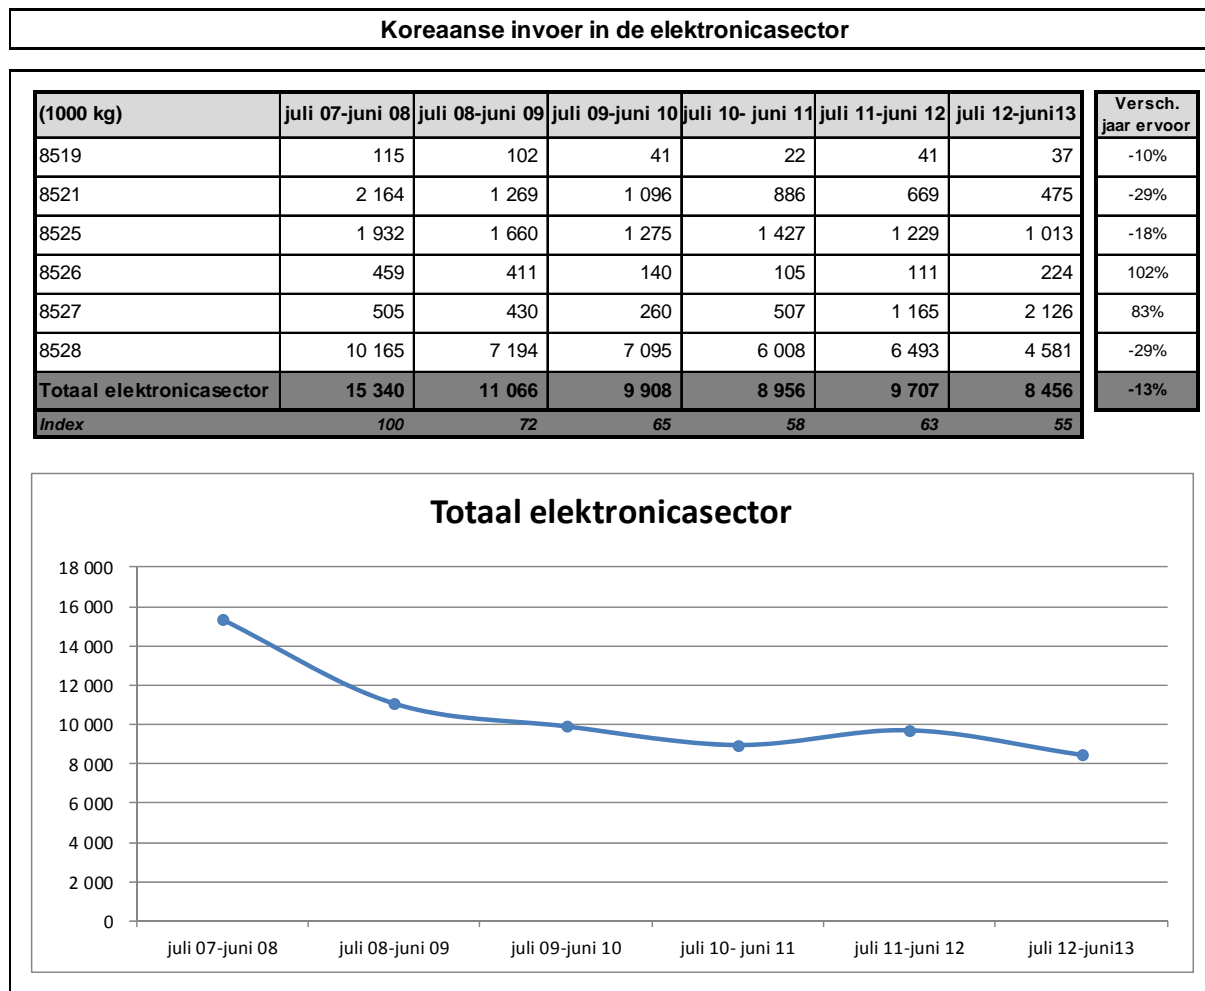 Koreaanse invoer in de elektronicasector
(1000 kg) juli 07-juni 08 juli 08-juni 09 juli 09-juni 10 juli 10- juni 11 juli 11-juni 12 juli 12-juni13 Versch. jaar ervoor
8519 115 102 41 22 41 37 -10%
8521 2 164 1 269 1 096 886 669 475 -29%
8525 1 932 1 660 1 275 1 427 1 229 1 013 -18%
8526 459 411 140 105 111 224 102%
8527 505 430 260 507 1 165 2 126 83%
8528 10 165 7 194 7 095 6 008 6 493 4 581 -29%
Totaal elektronicasector 15 340 11 066 9 908 8 956 9 707 8 456 -13%
Index 100 72 65 58 63 55
Totaal elektronicasector
18 000
16 000
14 000
12 000
10 000
8 000
6 000
4 000
2 000
0
juli 07-juni 08 juli 08-juni 09 juli 09-juni 10 juli 10- juni 11 juli 11-juni 12 juli 12-juni13